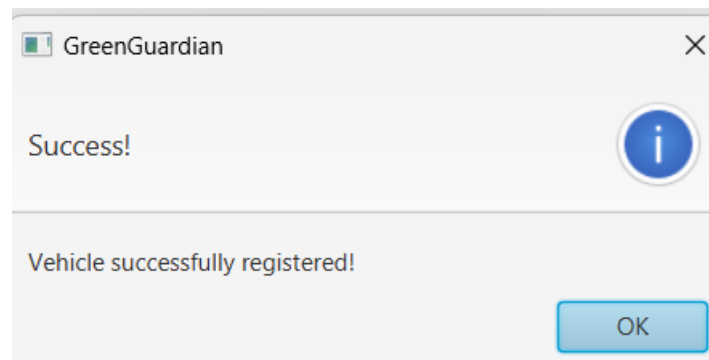 GreenGuardian
Success!
i
Vehicle successfully registered!
OK